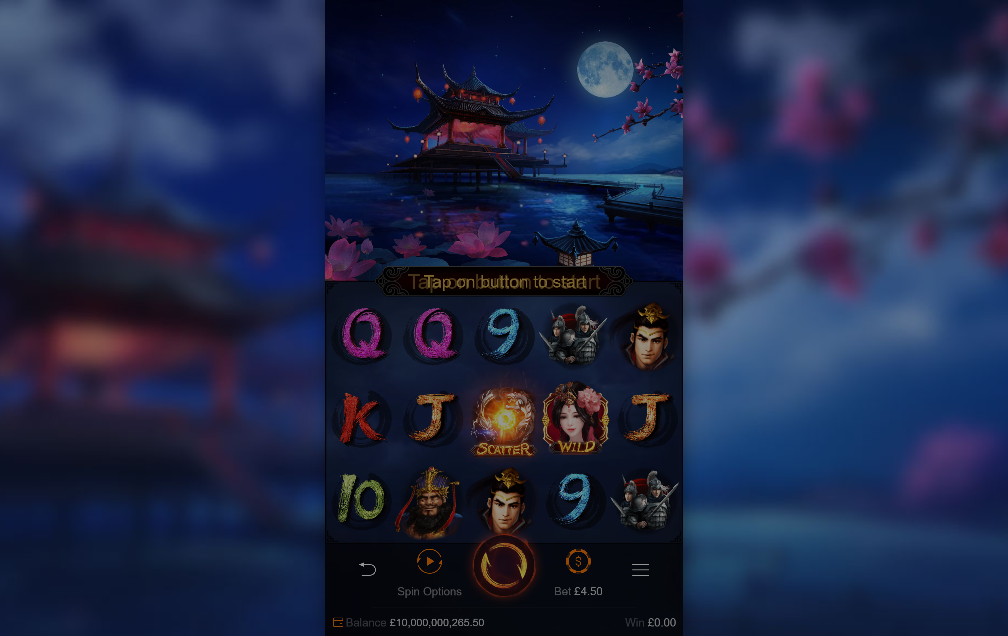 Tap on button to start
Q Q 9
K J SCATTER WILD J
10 9
Spin Options Bet £4.50
Balance £10,000,000,265.50 Win £0.00